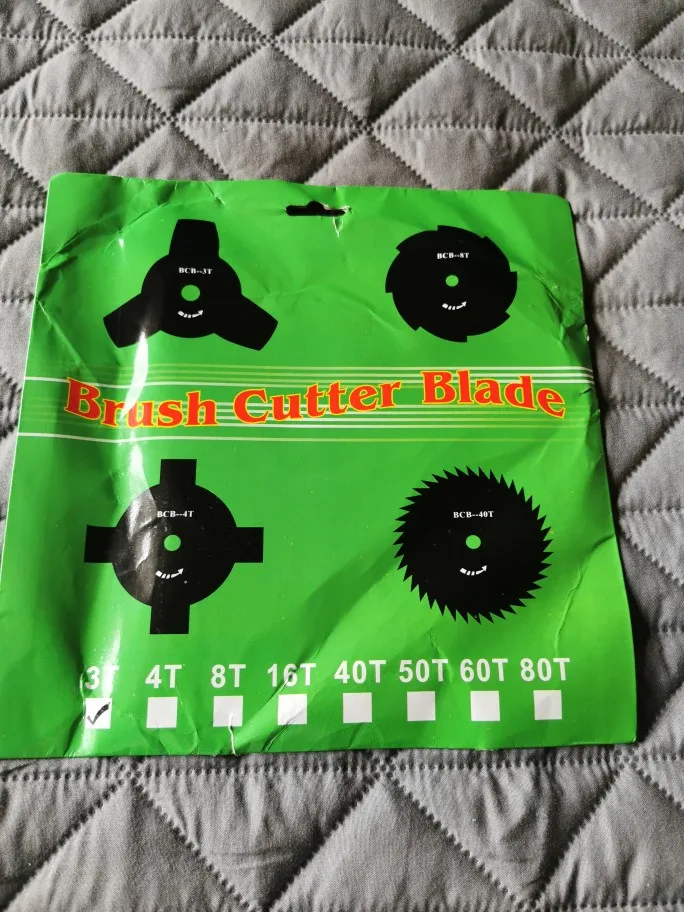 BCB--3T
BCB--8T
Brush Cutter Blade
BCB--4T
BCB--40T
3T 4T 8T 16T 40T 50T 60T 80T